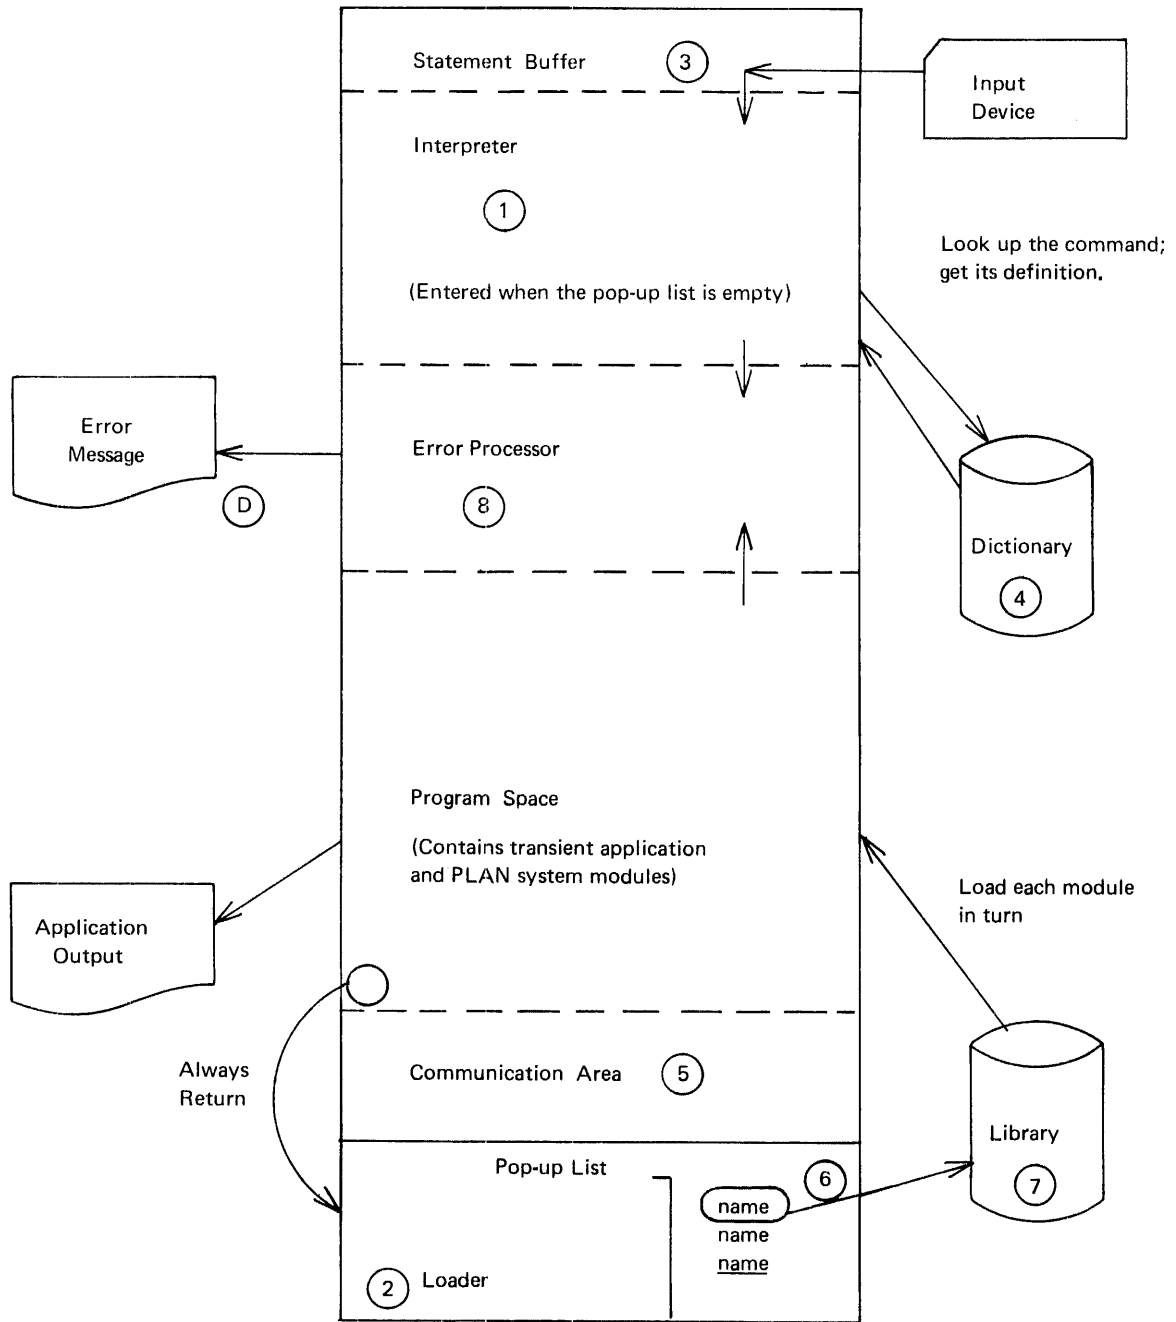 Statement Buffer 3
Input
Device
Interpreter
1
(Entered when the pop-up list is empty)
Look up the command;
get its definition.
Error
Message
D
Error Processor
8
Dictionary
4
Program Space
(Contains transient application
and PLAN system modules)
Load each module
in turn
Application
Output
Always
Return
Communication Area 5
Library
7
Pop-up List
6
name
name
name
2 Loader